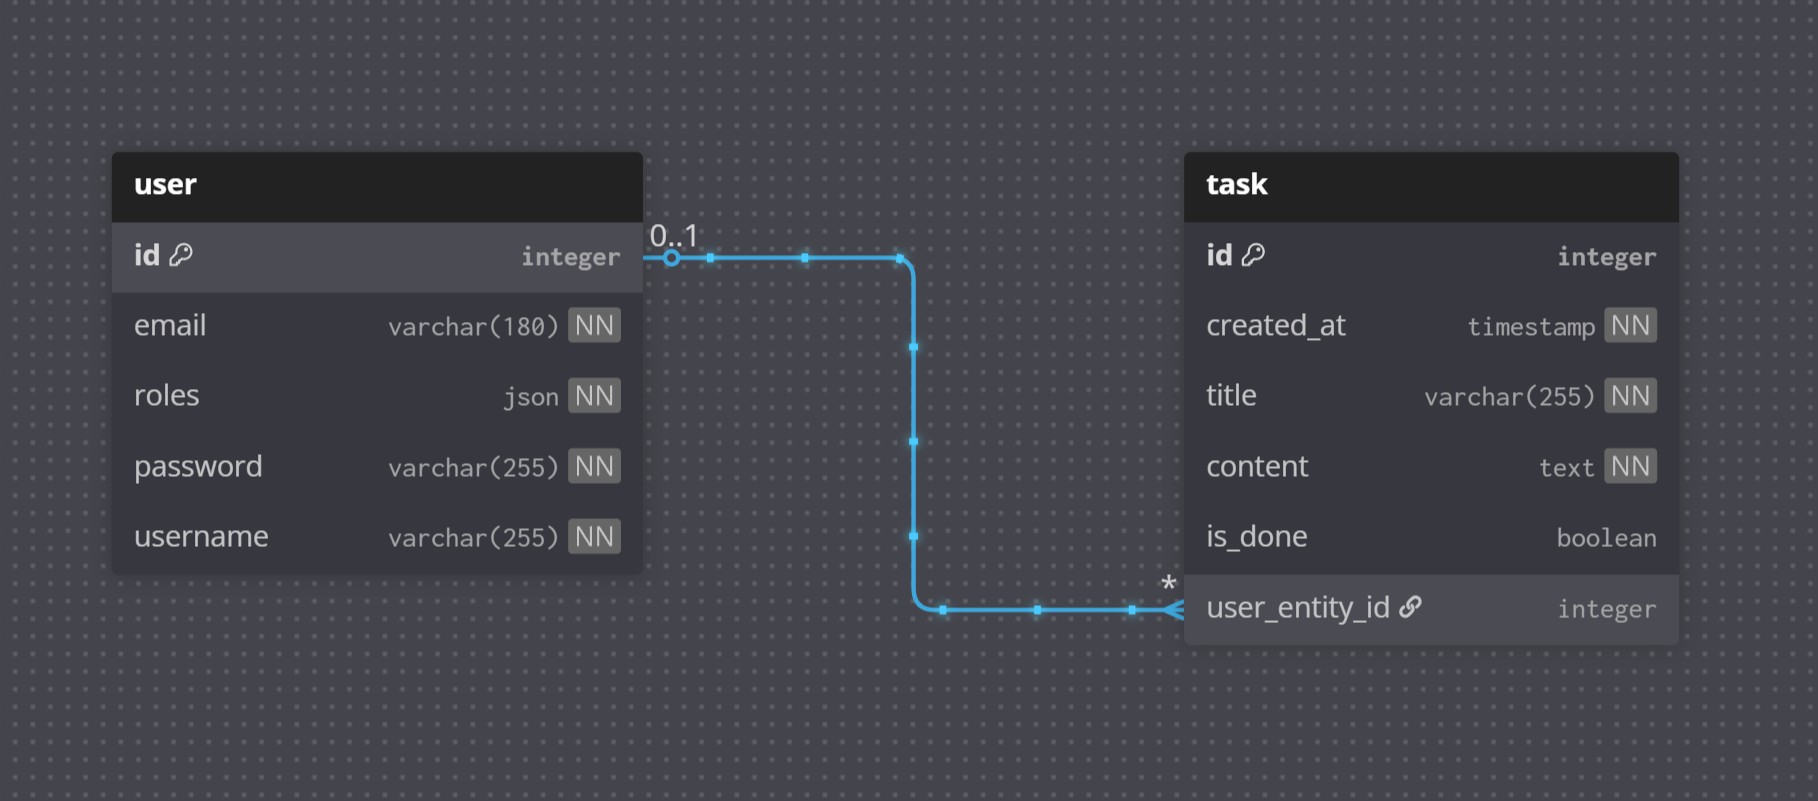 user
0..1
id integer
email varchar(180) NN
roles json NN
password varchar(255) NN
username varchar(255) NN
task
id integer
created_at timestamp NN
title varchar(255) NN
content text NN
is_done boolean
*
user_entity_id integer